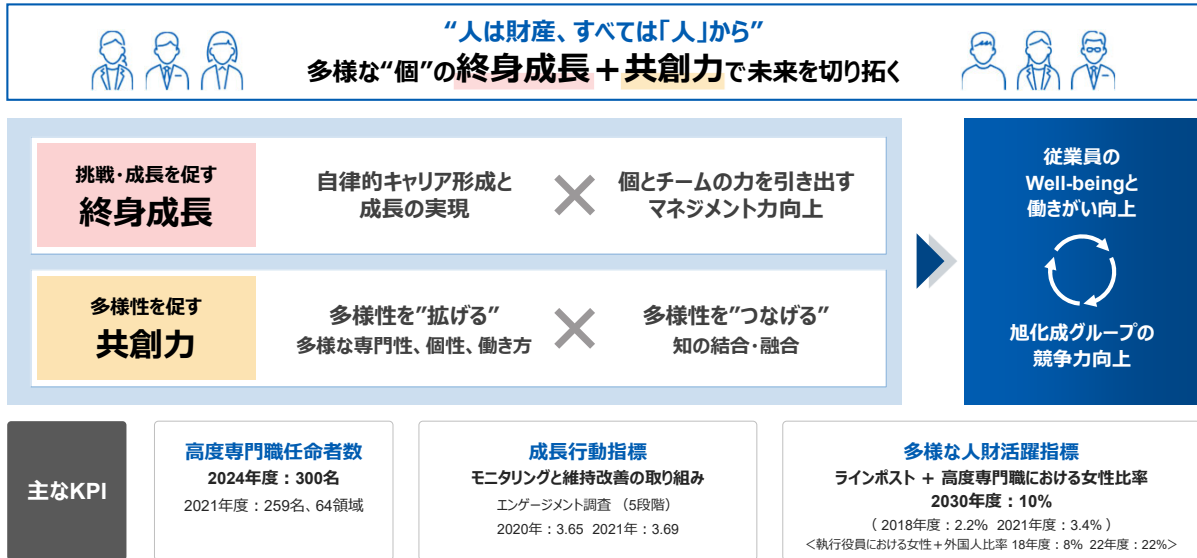 “人は財産、すべては「人」から”
多様な“個”の終身成長＋共創力で未来を切り拓く
挑戦・成長を促す
終身成長
自律的キャリア形成と
成長の実現
個とチームの力を引き出す
マネジメント力向上
多様性を促す
共創力
多様性を”拡げる”
多様な専門性、個性、働き方
多様性を”つなげる”
知の結合・融合
従業員の
Well-beingと
働きがい向上
旭化成グループの
競争力向上
主なKPI
高度専門職任命者数
2024年度：300名
2021年度：259名、64領域
成長行動指標
モニタリングと維持改善の取り組み
エンゲージメント調査 （5段階）
2020年：3.65 2021年：3.69
多様な人財活躍指標
ラインポスト + 高度専門職における女性比率
2030年度：10%
（ 2018年度：2.2% 2021年度：3.4% ）
＜執行役員における女性＋外国人比率 18年度：8% 22年度：22%＞